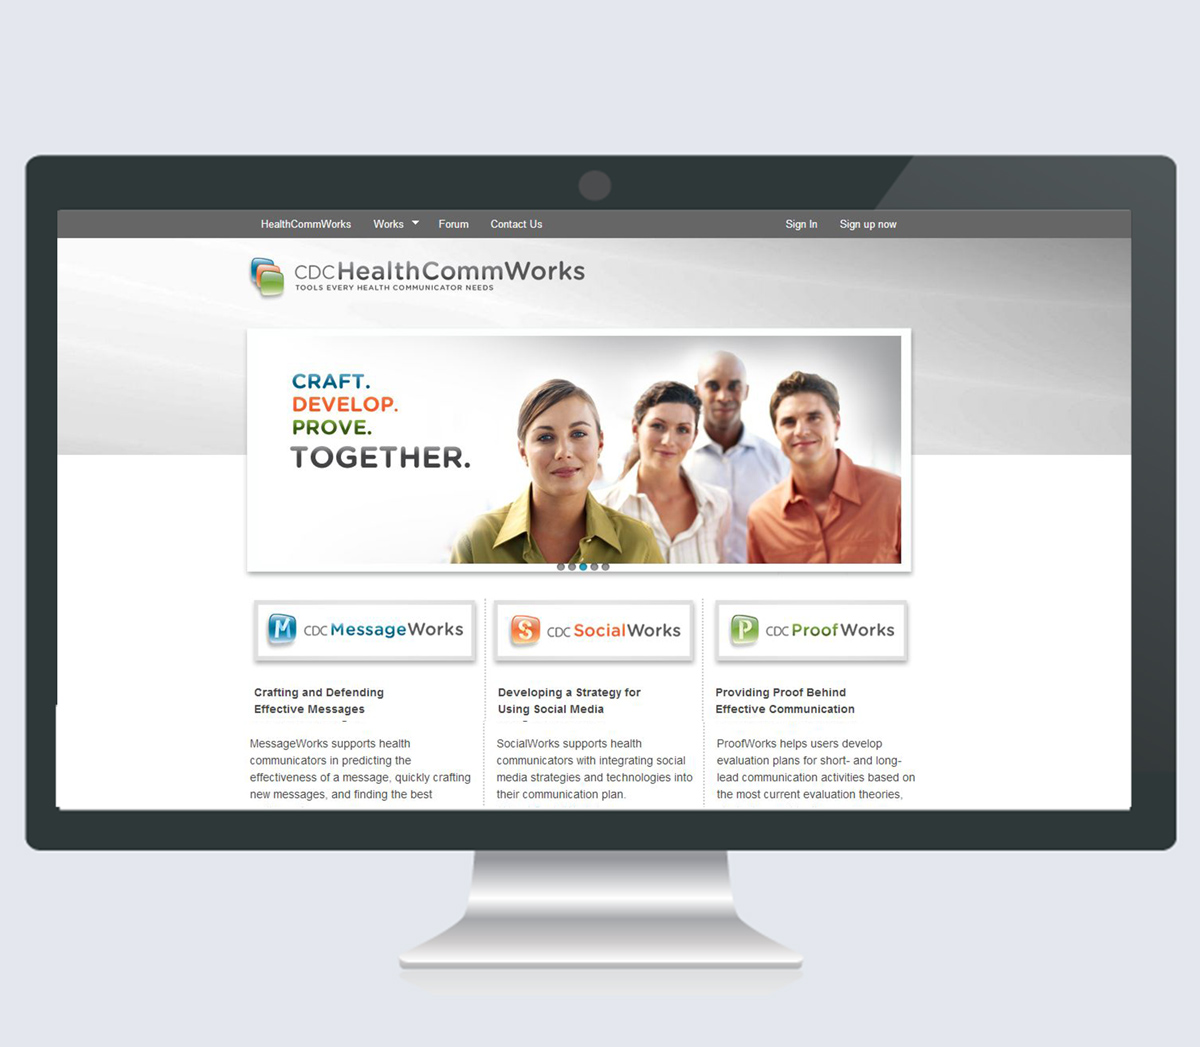 HealthCommWorks Works Forum Contact Us Sign In Sign up now
CDCHealthCommWorks
TOOLS EVERY HEALTH COMMUNICATOR NEEDS
CRAFT.
DEVELOP.
PROVE.
TOGETHER.
M CDC MessageWorks
Crafting and Defending
Effective Messages
MessageWorks supports health
communicators in predicting the
effectiveness of a message, quickly crafting
new messages, and finding the best
S CDC SocialWorks
Developing a Strategy for
Using Social Media
SocialWorks supports health
communicators with integrating social
media strategies and technologies into
their communication plan.
P CDC ProofWorks
Providing Proof Behind
Effective Communication
ProofWorks helps users develop
evaluation plans for short- and long-
lead communication activities based on
the most current evaluation theories,